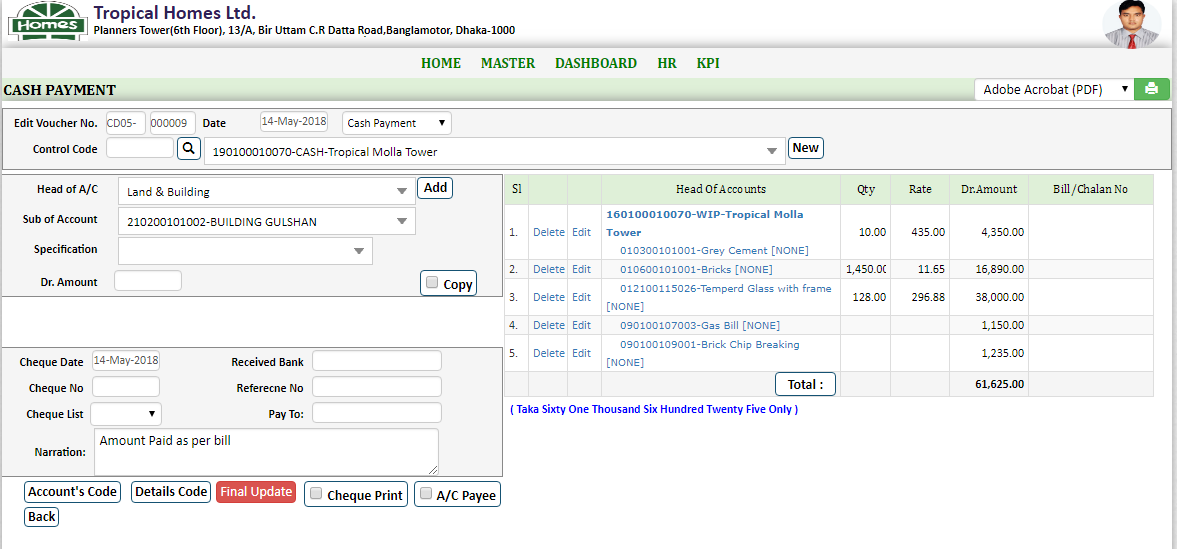 Homes
Tropical Homes Ltd.
Planners Tower(6th Floor), 13/A, Bir Uttam C.R Datta Road,Banglamotor, Dhaka-1000
HOME MASTER DASHBOARD HR KPI
CASH PAYMENT
Adobe Acrobat (PDF)
Edit Voucher No. CD05- 000009 Date 14-May-2018 Cash Payment
Control Code 190100010070-CASH-Tropical Molla Tower New
Head of A/C Land & Building Add
Sub of Account 210200101002-BUILDING GULSHAN
Specification
Dr. Amount Copy
Sl Head Of Accounts Qty Rate Dr.Amount Bill /Chalan No
160100010070-WIP-Tropical Molla
1. Delete Edit Tower 10.00 435.00 4,350.00
010300101001-Grey Cement [NONE]
2. Delete Edit 010600101001-Bricks [NONE] 1,450.00 11.65 16,890.00
012100115026-Temperd Glass with frame
3. Delete Edit 128.00 296.88 38,000.00
[NONE]
4. Delete Edit 090100107003-Gas Bill [NONE] 1,150.00
090100109001-Brick Chip Breaking
5. Delete Edit 1,235.00
[NONE]
Total : 61,625.00
( Taka Sixty One Thousand Six Hundred Twenty Five Only )
Cheque Date 14-May-2018 Received Bank
Cheque No Referecne No
Cheque List Pay To:
Narration: Amount Paid as per bill
Account's Code Details Code Final Update Cheque Print A/C Payee
Back